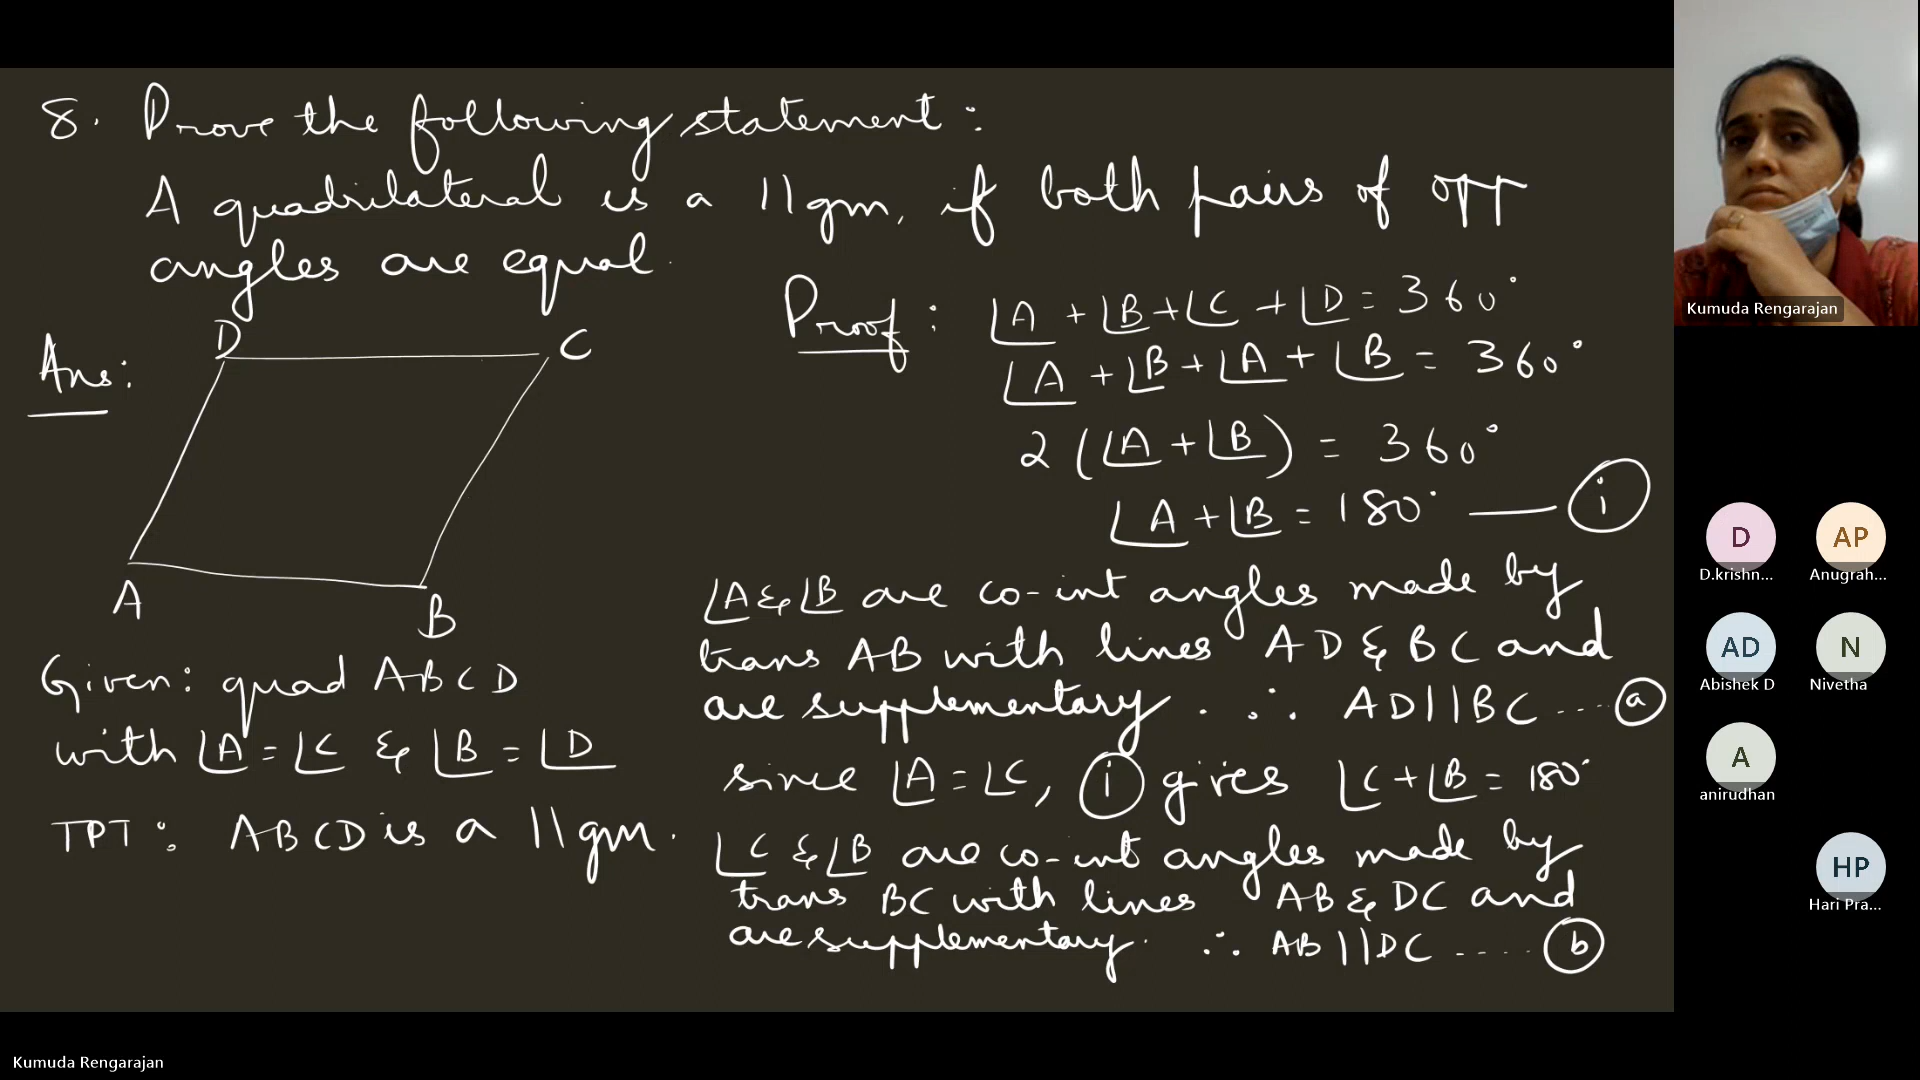 8. Prove the following statement:
A quadrilateral is a ||gm, if both pairs of opp
angles are equal.
Ans:
D
C
A
B
Given: quad ABCD
with ∠A = ∠C & ∠B = ∠D
TPT: ABCD is a ||gm.
Proof: ∠A + ∠B + ∠C + ∠D = 360°
∠A + ∠B + ∠A + ∠B = 360°
2 (∠A + ∠B) = 360°
∠A + ∠B = 180° — i
∠A & ∠B are co-int angles made by
trans AB with lines AD & BC and
are supplementary. ∴ AD||BC ... a
since ∠A = ∠C, i gives ∠C + ∠B = 180°
∠C & ∠B are co-int angles made by
trans BC with lines AB & DC and
are supplementary. ∴ AB||DC .... b
Kumuda Rengarajan
D
AP
D.krishn...
Anugrah...
AD
N
Abishek D
Nivetha
A
anirudhan
HP
Hari Pra...
Kumuda Rengarajan